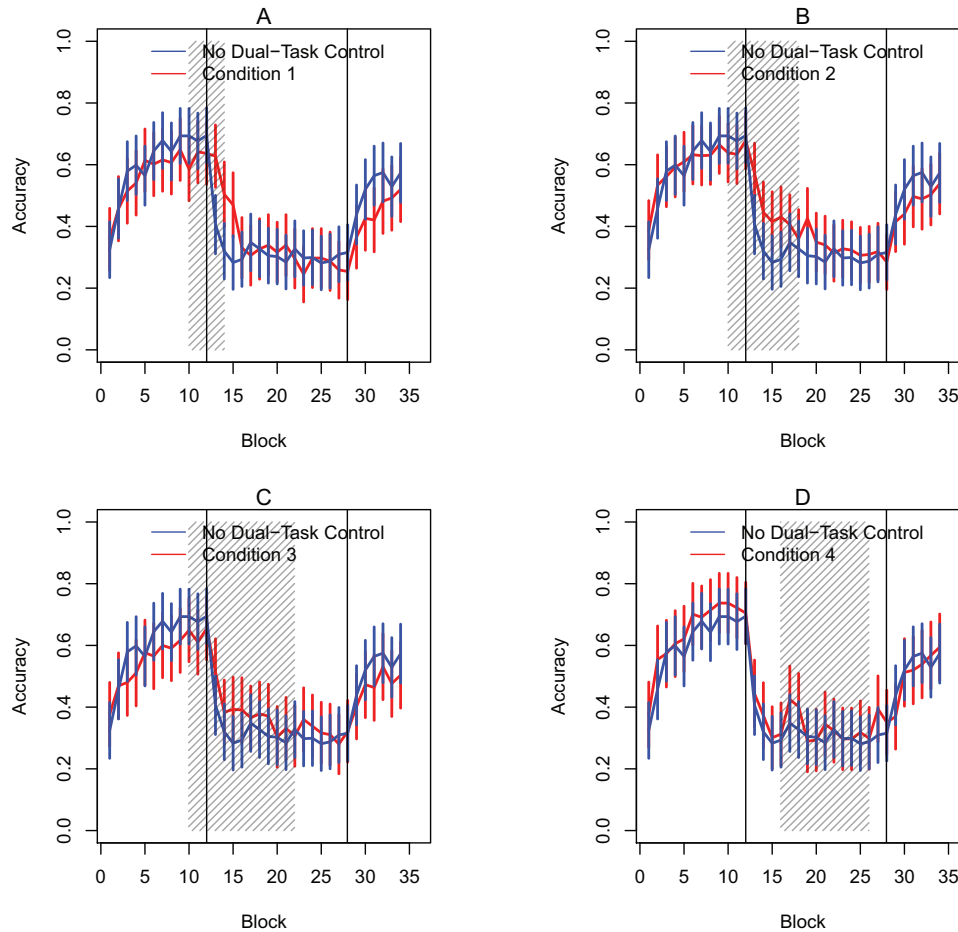 A
No Dual−Task Control
Condition 1
Accuracy
0.0 0.2 0.4 0.6 0.8 1.0
0 5 10 15 20 25 30 35
Block
B
No Dual−Task Control
Condition 2
Accuracy
0.0 0.2 0.4 0.6 0.8 1.0
0 5 10 15 20 25 30 35
Block
C
No Dual−Task Control
Condition 3
Accuracy
0.0 0.2 0.4 0.6 0.8 1.0
0 5 10 15 20 25 30 35
Block
D
No Dual−Task Control
Condition 4
Accuracy
0.0 0.2 0.4 0.6 0.8 1.0
0 5 10 15 20 25 30 35
Block